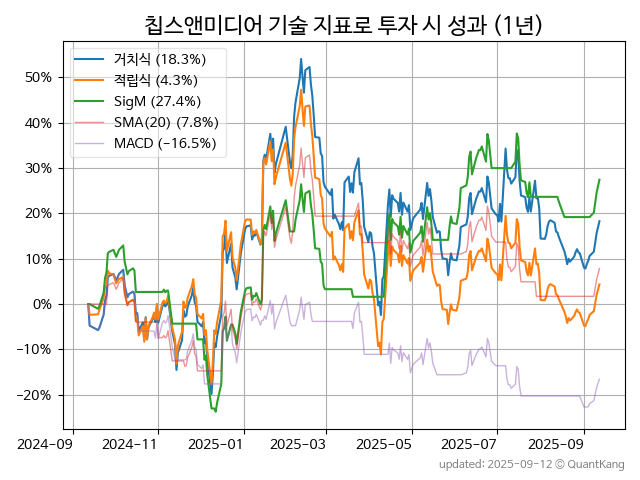 칩스앤미디어 기술 지표로 투자 시 성과 (1년)
거치식 (18.3%)
적립식 (4.3%)
SigM (27.4%)
SMA(20) (7.8%)
MACD (−16.5%)
50%
40%
30%
20%
10%
0%
−10%
−20%
2024-09 2024-11 2025-01 2025-03 2025-05 2025-07 2025-09
updated: 2025-09-12 © QuantKang